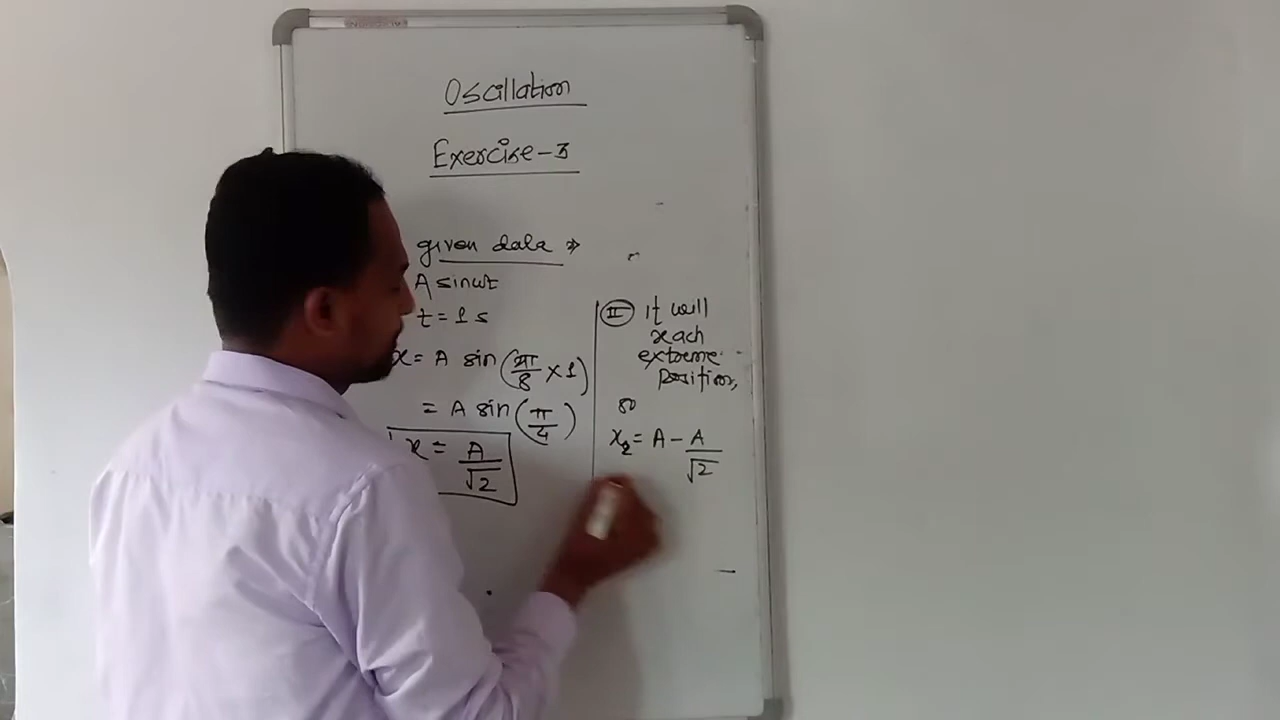 Oscillation
Exercise-3
given data ⇒
A sinωt
t = 1 s
x = A sin (2π/8 × 1)
= A sin (π/4)
x = A/√2
II It will
reach
extreme
position,
so
x₂ = A - A/√2